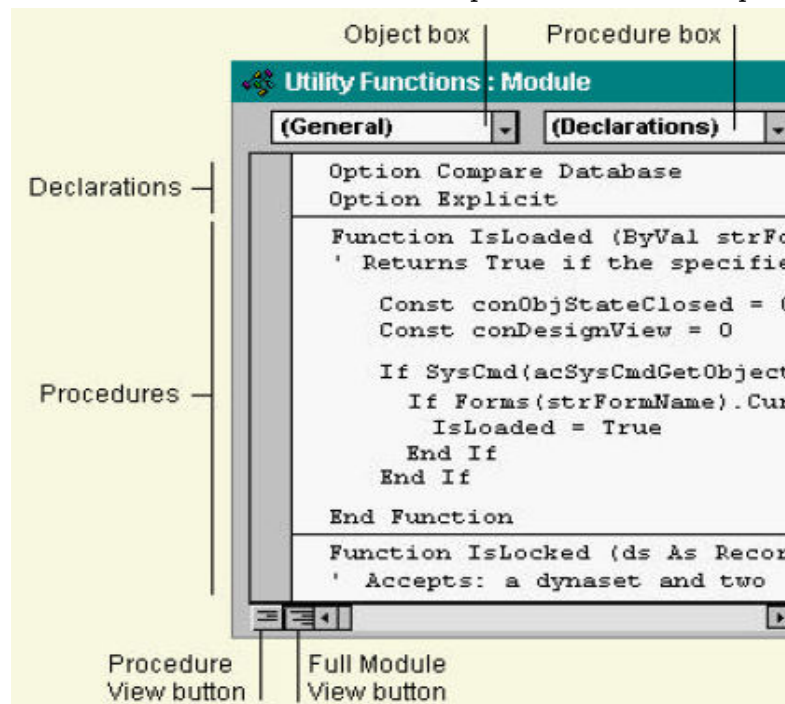 Object box Procedure box
Utility Functions : Module
(General) (Declarations)
Declarations
Option Compare Database
Option Explicit
Procedures
Function IsLoaded (ByVal strFo
' Returns True if the specifie
Const conObjStateClosed = 0
Const conDesignView = 0
If SysCmd(acSysCmdGetObject
If Forms(strFormName).Cur
IsLoaded = True
End If
End If
End Function
Function IsLocked (ds As Recor
' Accepts: a dynaset and two
Procedure View button
Full Module View button